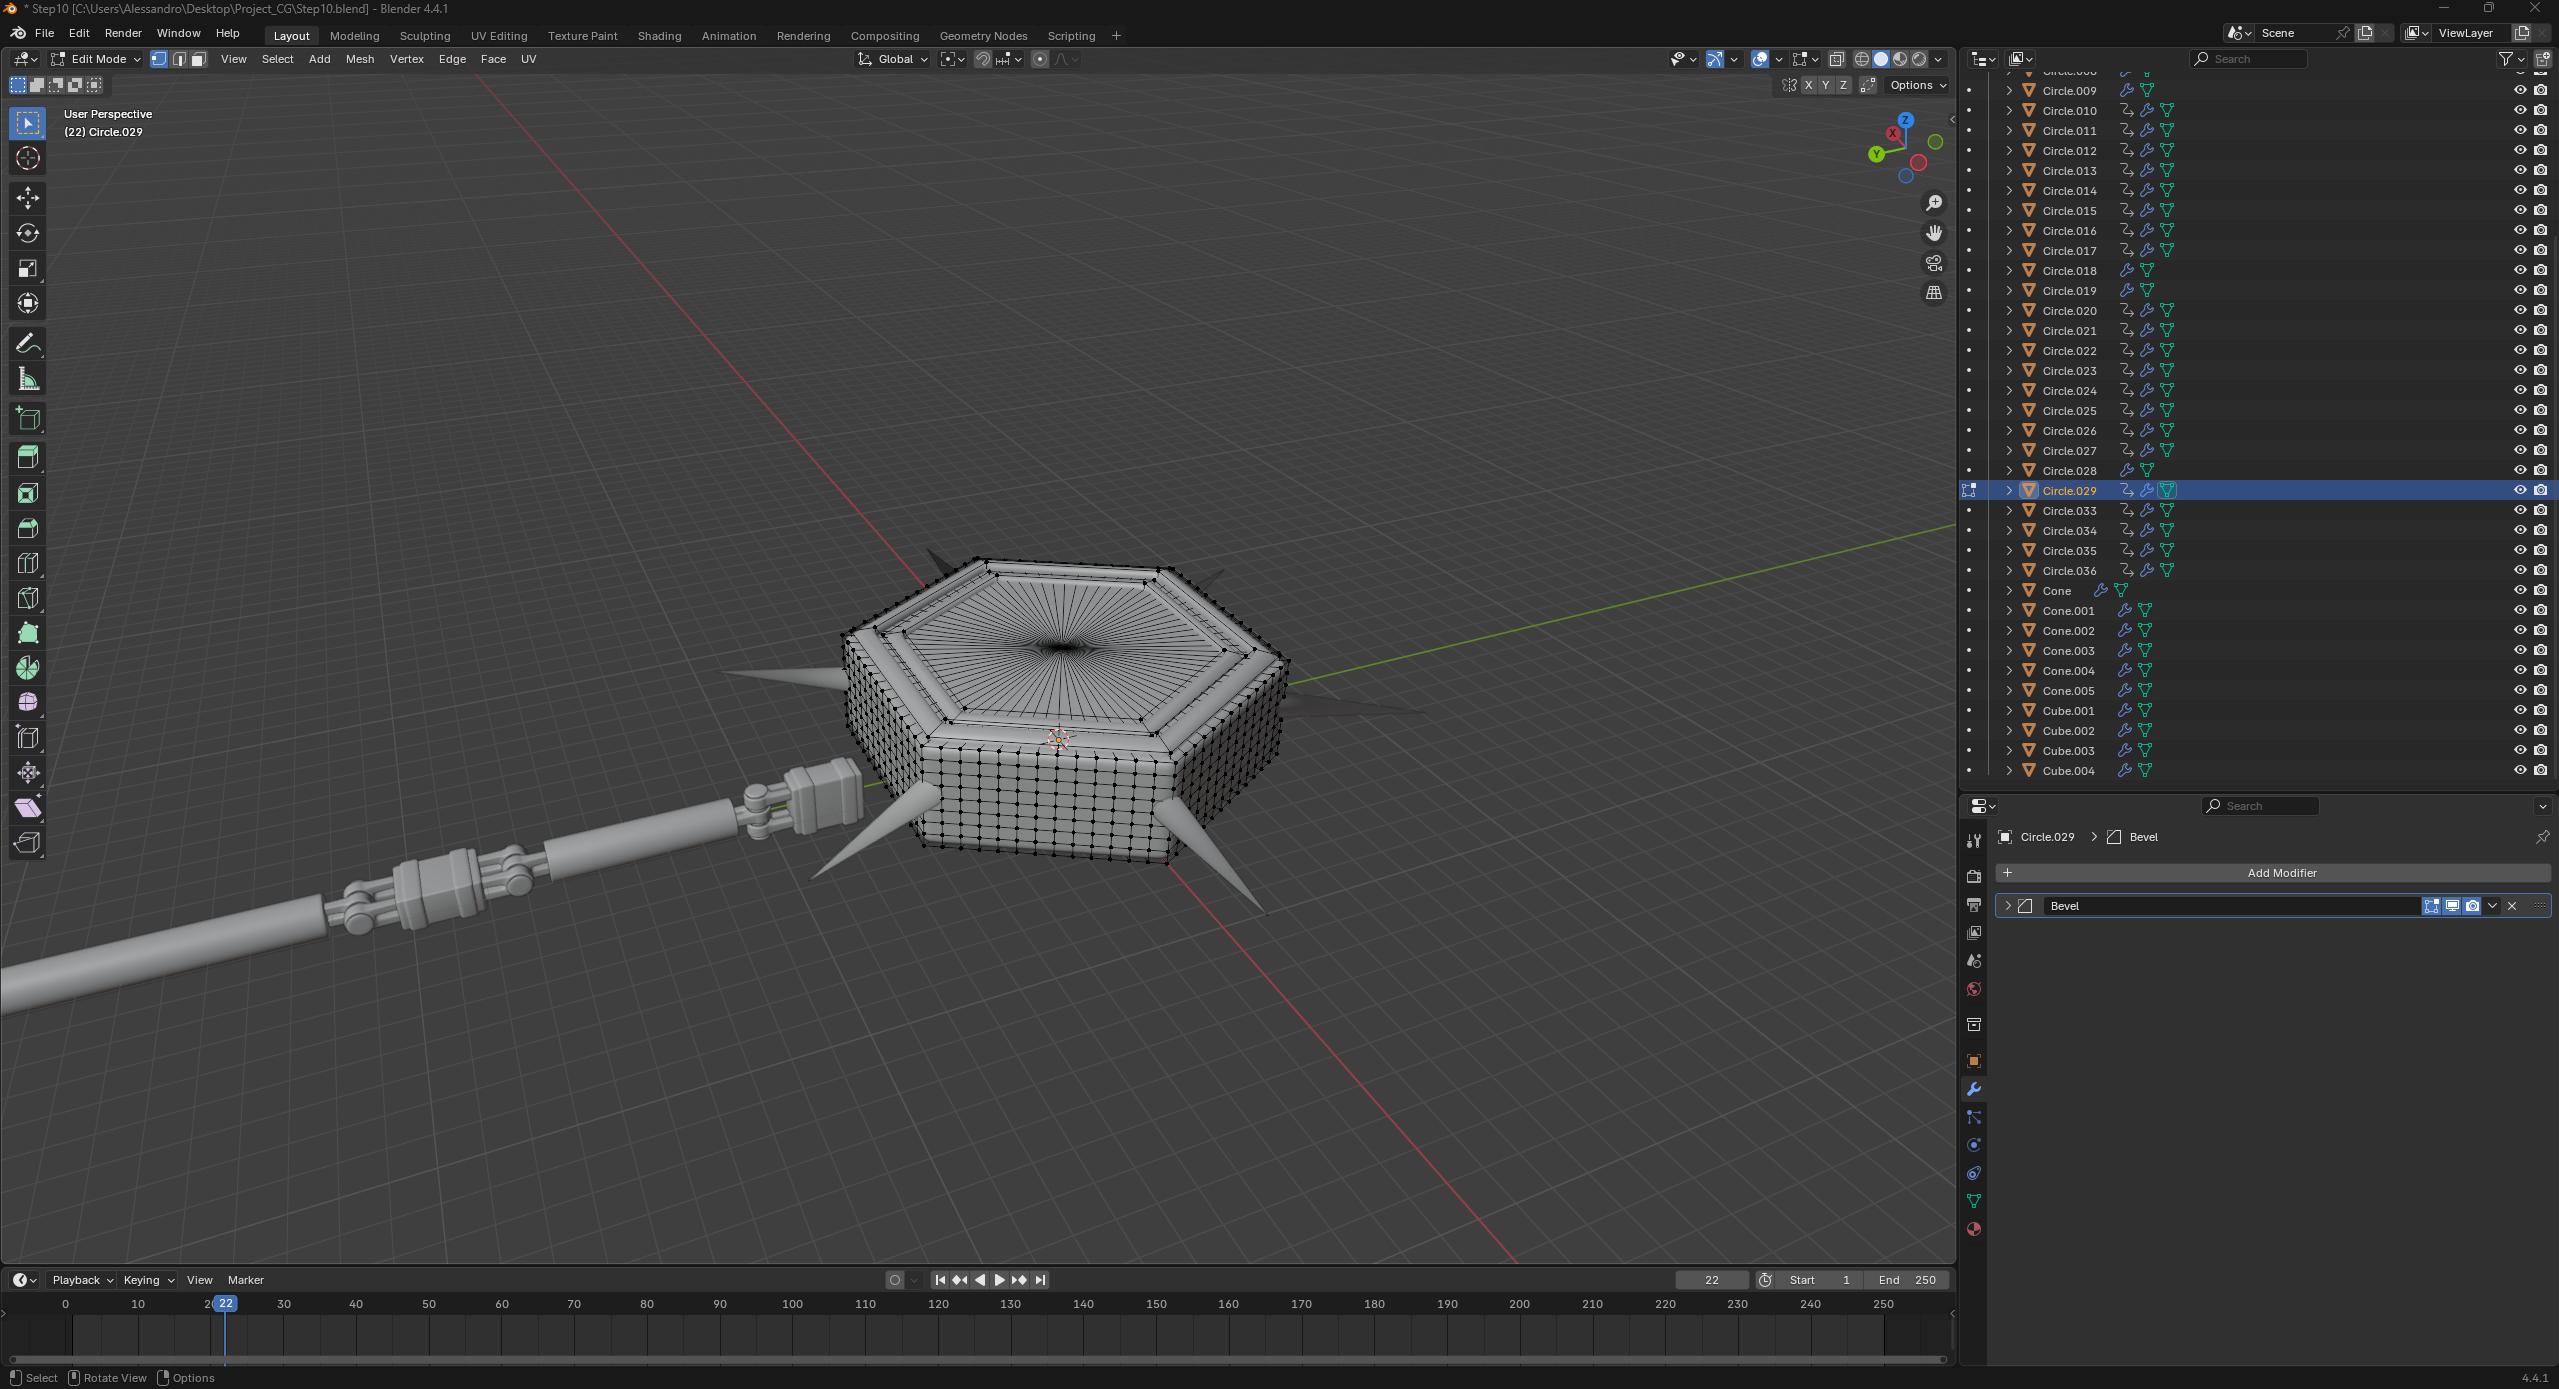 * Step10 [C:\Users\Alessandro\Desktop\Project_CG\Step10.blend] - Blender 4.4.1
File Edit Render Window Help Layout Modeling Sculpting UV Editing Texture Paint Shading Animation Rendering Compositing Geometry Nodes Scripting + Scene ViewLayer
Edit Mode View Select Add Mesh Vertex Edge Face UV Global
X Y Z Options
User Perspective
(22) Circle.029
Z
X
Y
Search
Circle.009
Circle.010
Circle.011
Circle.012
Circle.013
Circle.014
Circle.015
Circle.016
Circle.017
Circle.018
Circle.019
Circle.020
Circle.021
Circle.022
Circle.023
Circle.024
Circle.025
Circle.026
Circle.027
Circle.028
Circle.029
Circle.033
Circle.034
Circle.035
Circle.036
Cone
Cone.001
Cone.002
Cone.003
Cone.004
Cone.005
Cube.001
Cube.002
Cube.003
Cube.004
Search
Circle.029 > Bevel
+ Add Modifier
Bevel
Playback Keying View Marker 22 Start 1 End 250
0 10 22 30 40 50 60 70 80 90 100 110 120 130 140 150 160 170 180 190 200 210 220 230 240 250
Select Rotate View Options 4.4.1